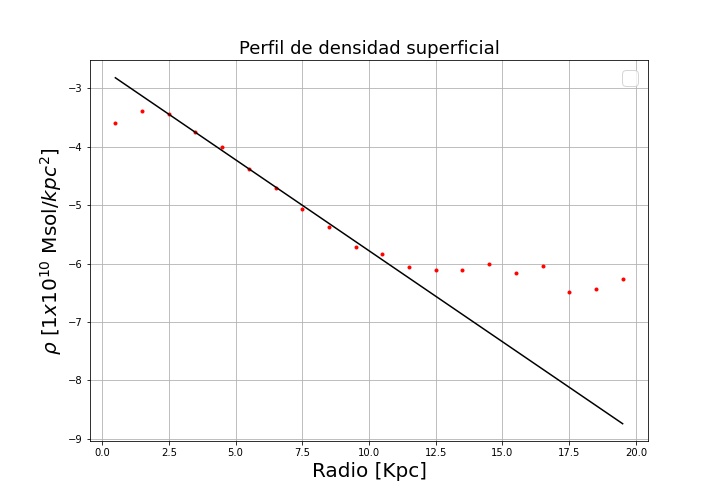 Perfil de densidad superficial
−3
−4
−5
−6
−7
−8
−9
ρ [1x10¹⁰ Msol/kpc²]
0.0 2.5 5.0 7.5 10.0 12.5 15.0 17.5 20.0
Radio [Kpc]